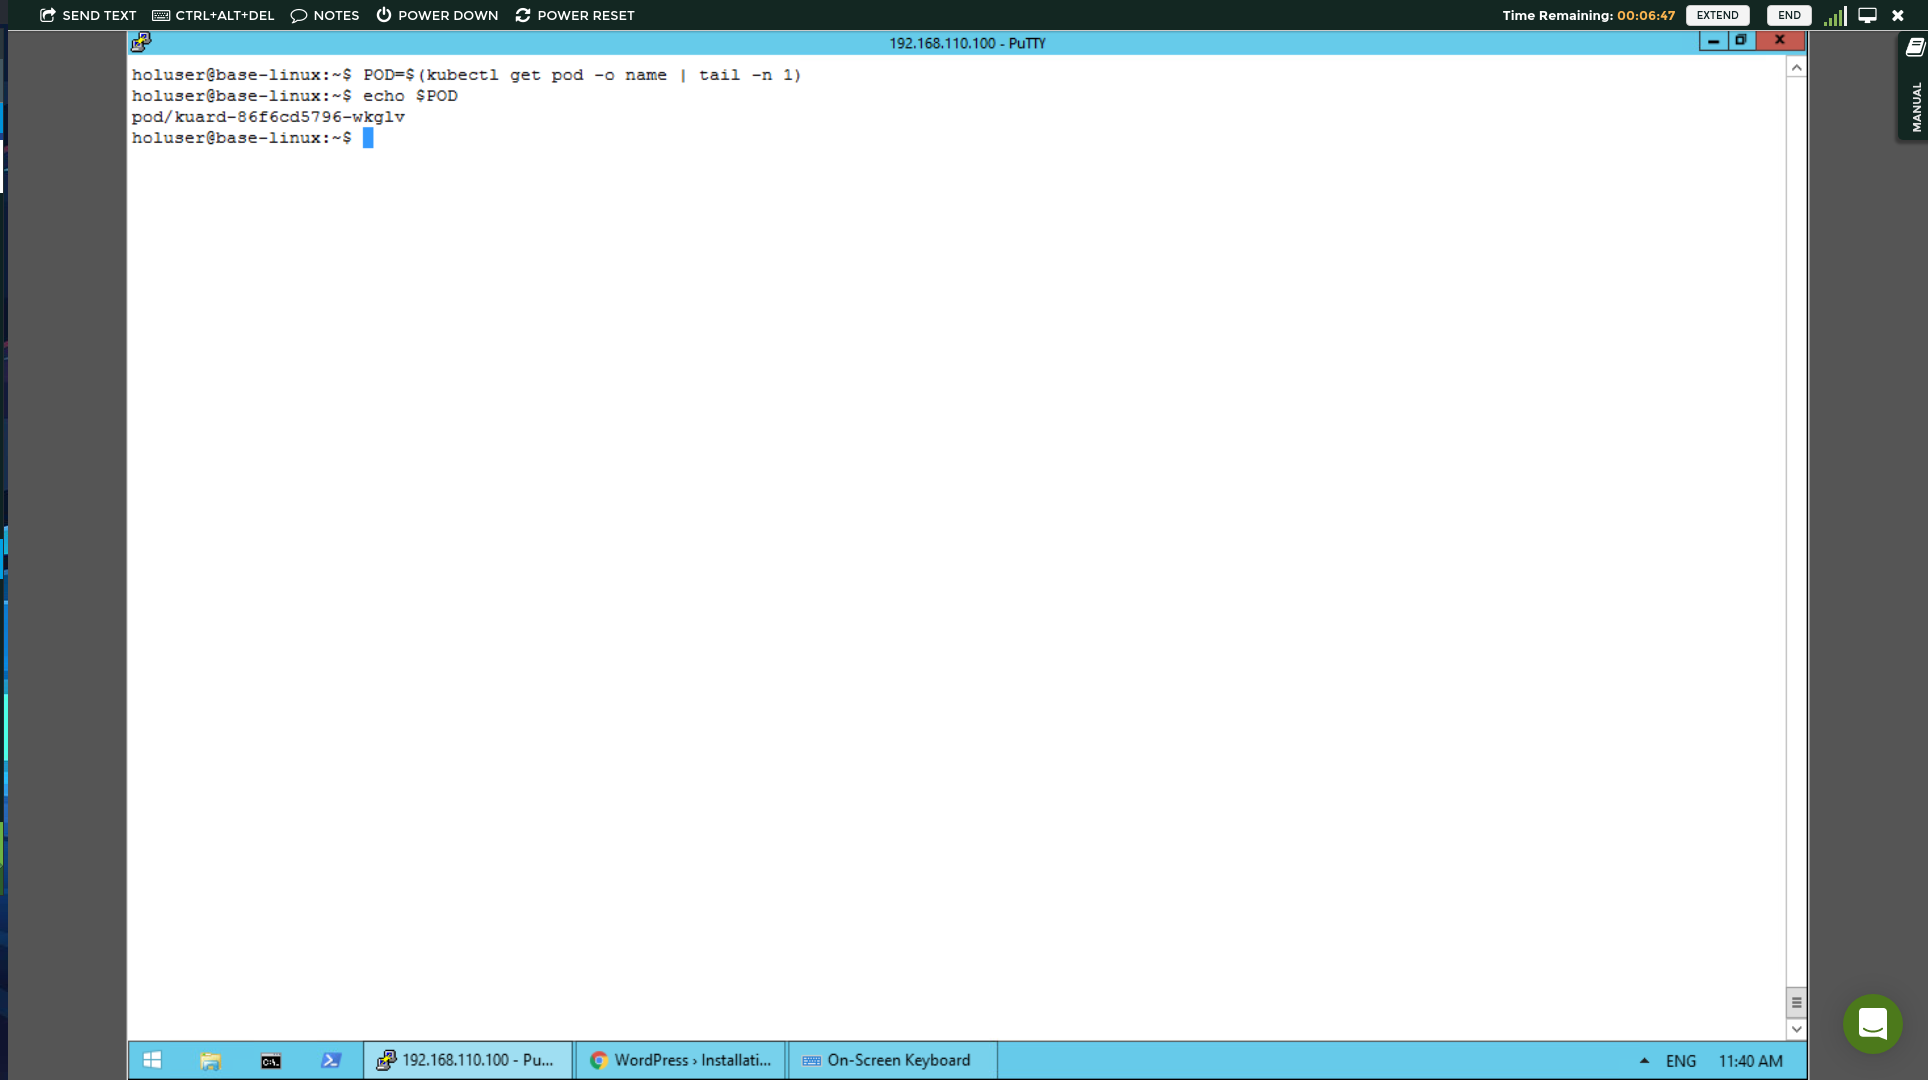 SEND TEXT CTRL+ALT+DEL NOTES POWER DOWN POWER RESET Time Remaining: 00:06:47 EXTEND END
192.168.110.100 - PuTTY
MANUAL
holuser@base-linux:~$ POD=$(kubectl get pod -o name | tail -n 1)
holuser@base-linux:~$ echo $POD
pod/kuard-86f6cd5796-wkglv
holuser@base-linux:~$
192.168.110.100 - Pu... WordPress › Installati... On-Screen Keyboard ENG 11:40 AM